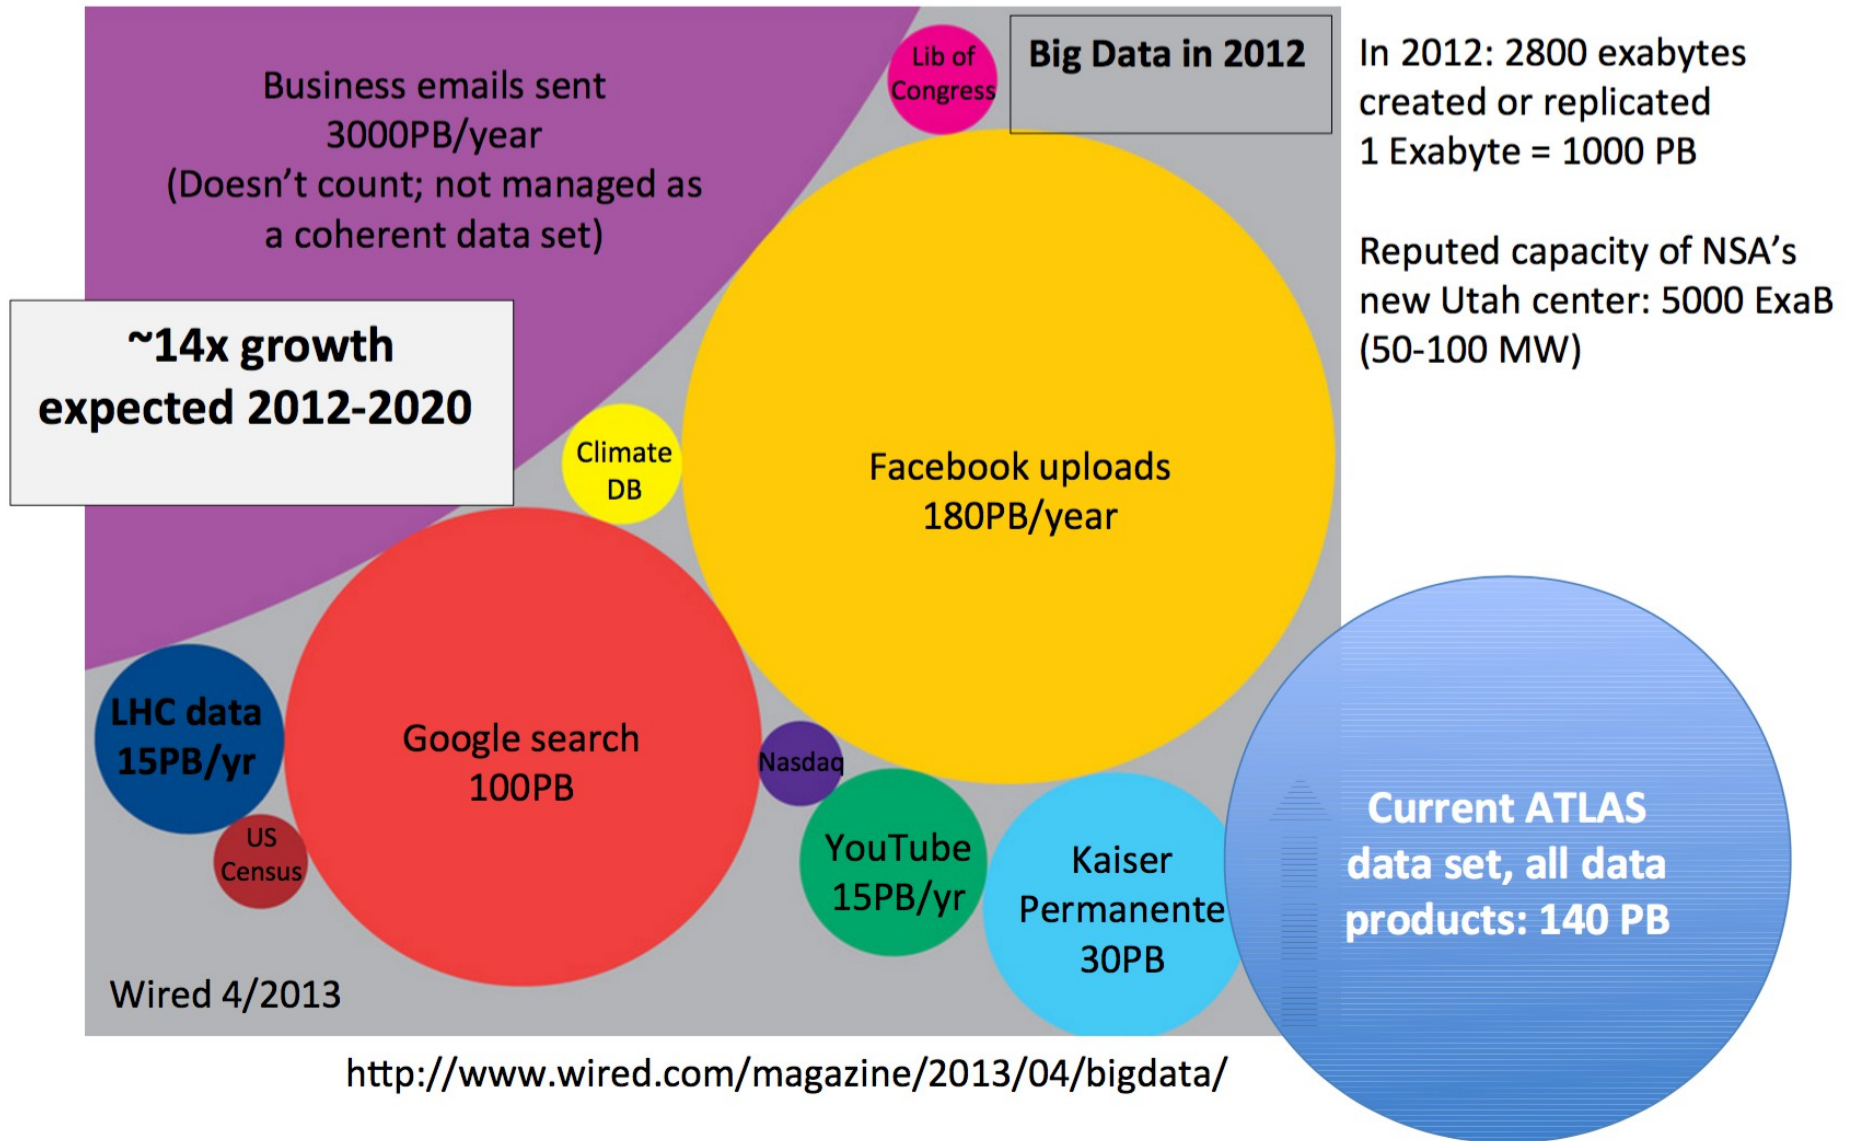 Business emails sent
3000PB/year
(Doesn't count; not managed as
a coherent data set)
Lib of
Congress
Big Data in 2012
In 2012: 2800 exabytes
created or replicated
1 Exabyte = 1000 PB
Reputed capacity of NSA's
new Utah center: 5000 ExaB
(50-100 MW)
~14x growth
expected 2012-2020
Climate
DB
Facebook uploads
180PB/year
LHC data
15PB/yr
Google search
100PB
Nasdaq
US
Census
YouTube
15PB/yr
Kaiser
Permanente
30PB
Current ATLAS
data set, all data
products: 140 PB
Wired 4/2013
http://www.wired.com/magazine/2013/04/bigdata/